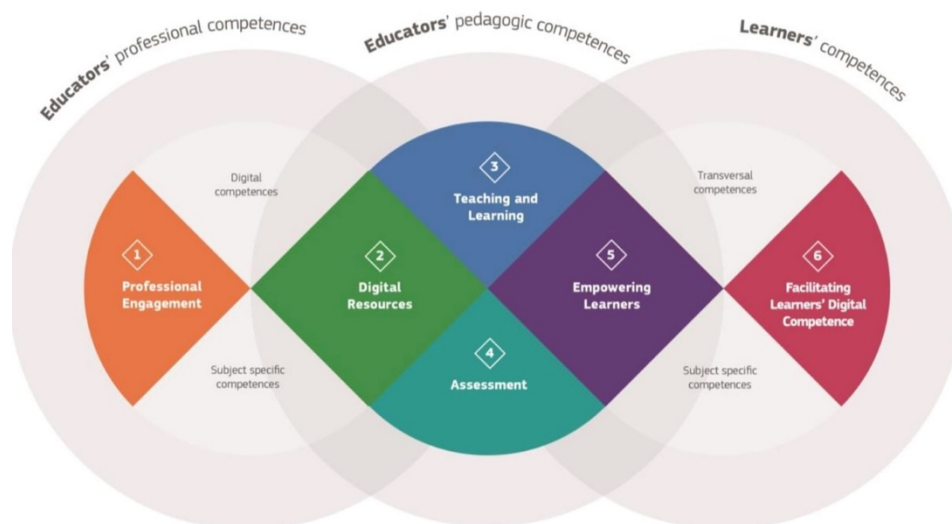 Educators' professional competences
Educators' pedagogic competences
Learners' competences
Digital
competences
Transversal
competences
1
Professional
Engagement
2
Digital
Resources
3
Teaching and
Learning
4
Assessment
5
Empowering
Learners
6
Facilitating
Learners' Digital
Competence
Subject specific
competences
Subject specific
competences